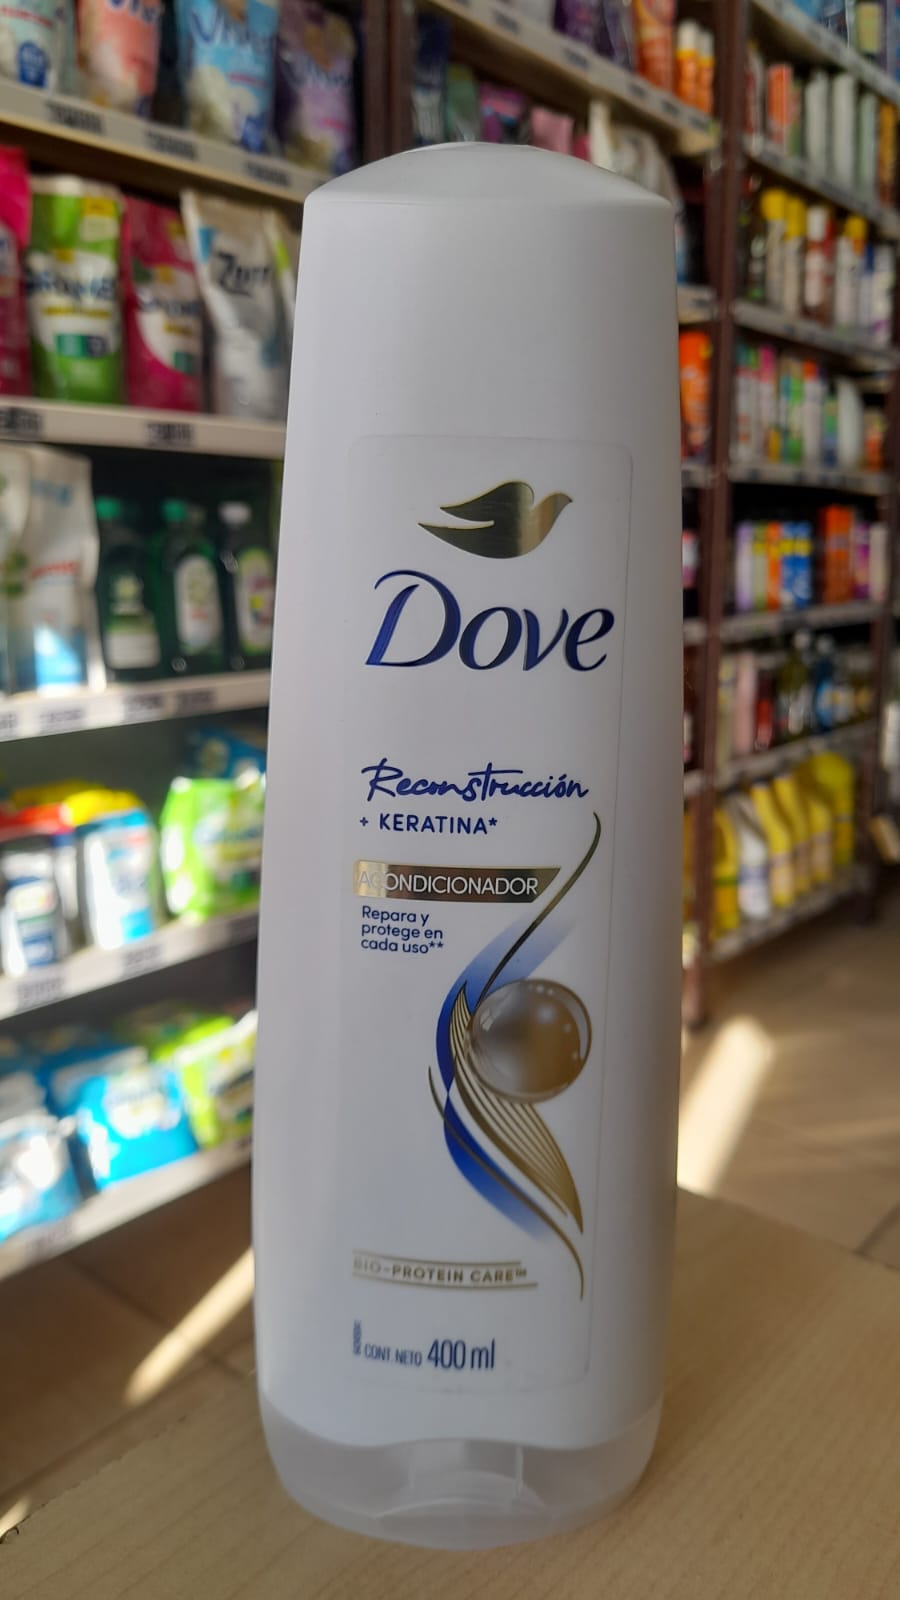 Dove
Reconstrucción
+ KERATINA*
ACONDICIONADOR
Repara y
protege en
cada uso**
BIO-PROTEIN CARE™
CONT. NETO 400 ml